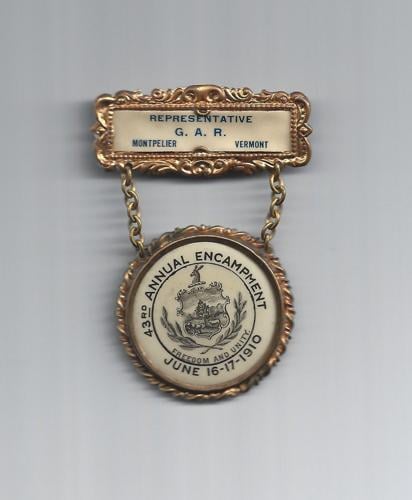 REPRESENTATIVE
G. A. R.
MONTPELIER VERMONT
43RD ANNUAL ENCAMPMENT
FREEDOM AND UNITY
JUNE 16-17-1910